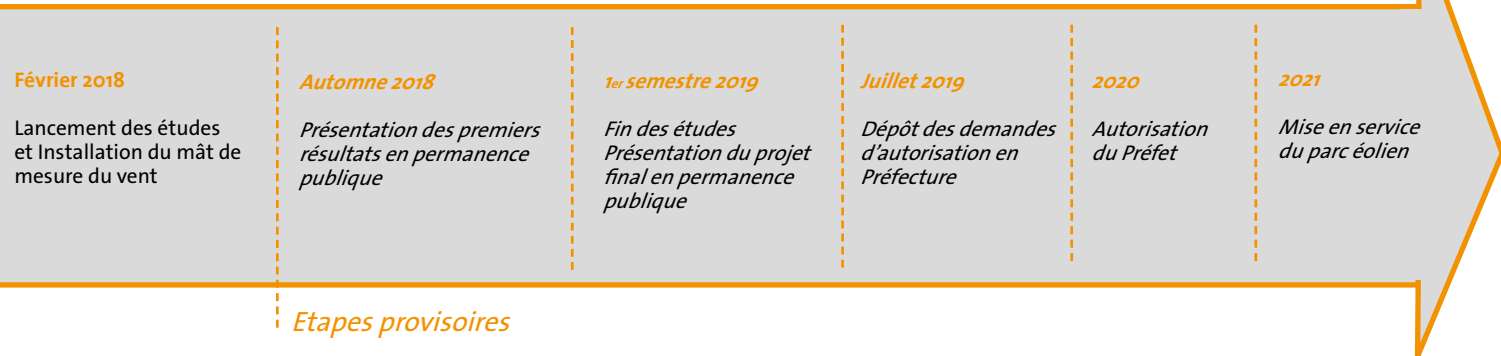 Février 2018
Lancement des études
et Installation du mât de
mesure du vent
Automne 2018
Présentation des premiers
résultats en permanence
publique
1er semestre 2019
Fin des études
Présentation du projet
final en permanence
publique
Juillet 2019
Dépôt des demandes
d'autorisation en
Préfecture
2020
Autorisation
du Préfet
2021
Mise en service
du parc éolien
Etapes provisoires